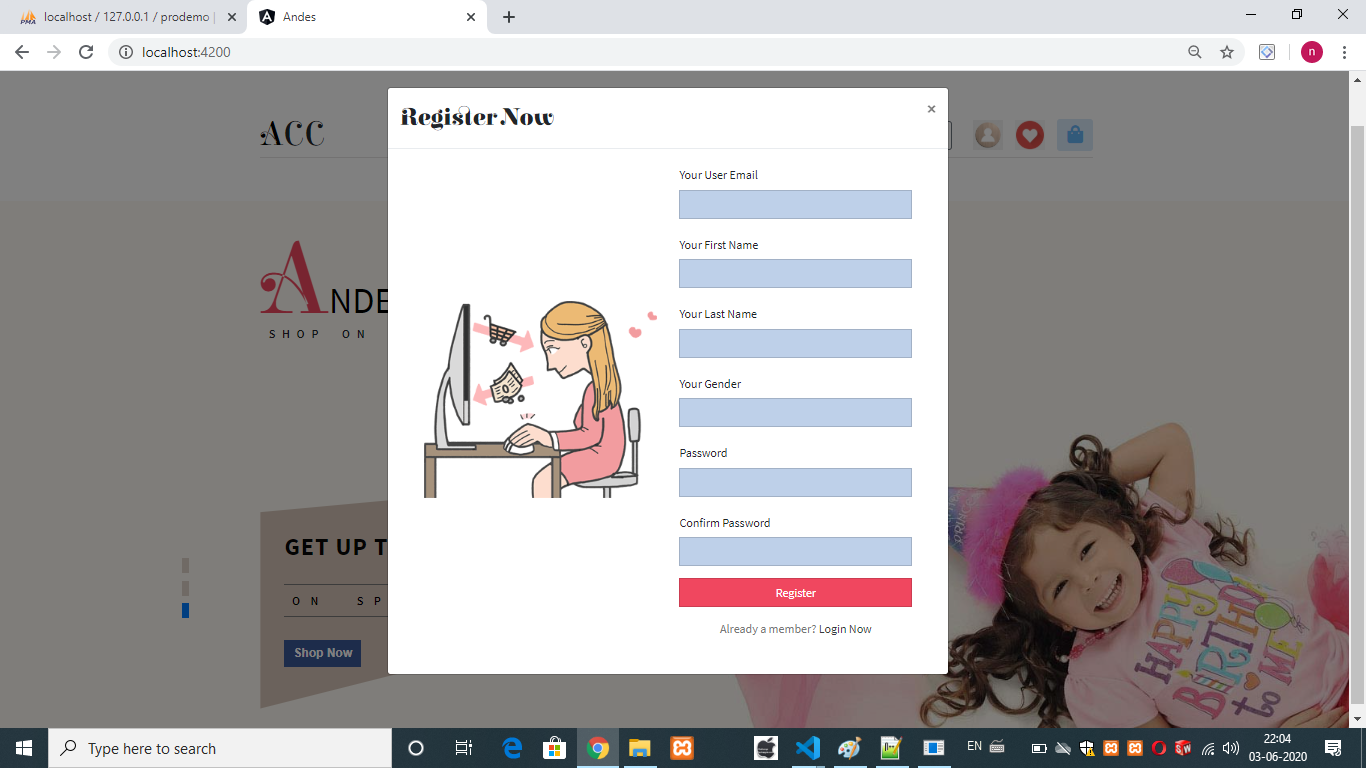 localhost / 127.0.0.1 / prodemo |
Andes
localhost:4200
n
ACC
Register Now
×
Your User Email
Your First Name
Your Last Name
Your Gender
Password
Confirm Password
Register
Already a member? Login Now
ANDE
SHOP ON
GET UP T
ON SP
Shop Now
PRINC
HAPPY
BIRTHDAY
to ME
Type here to search
EN
22:04
03-06-2020